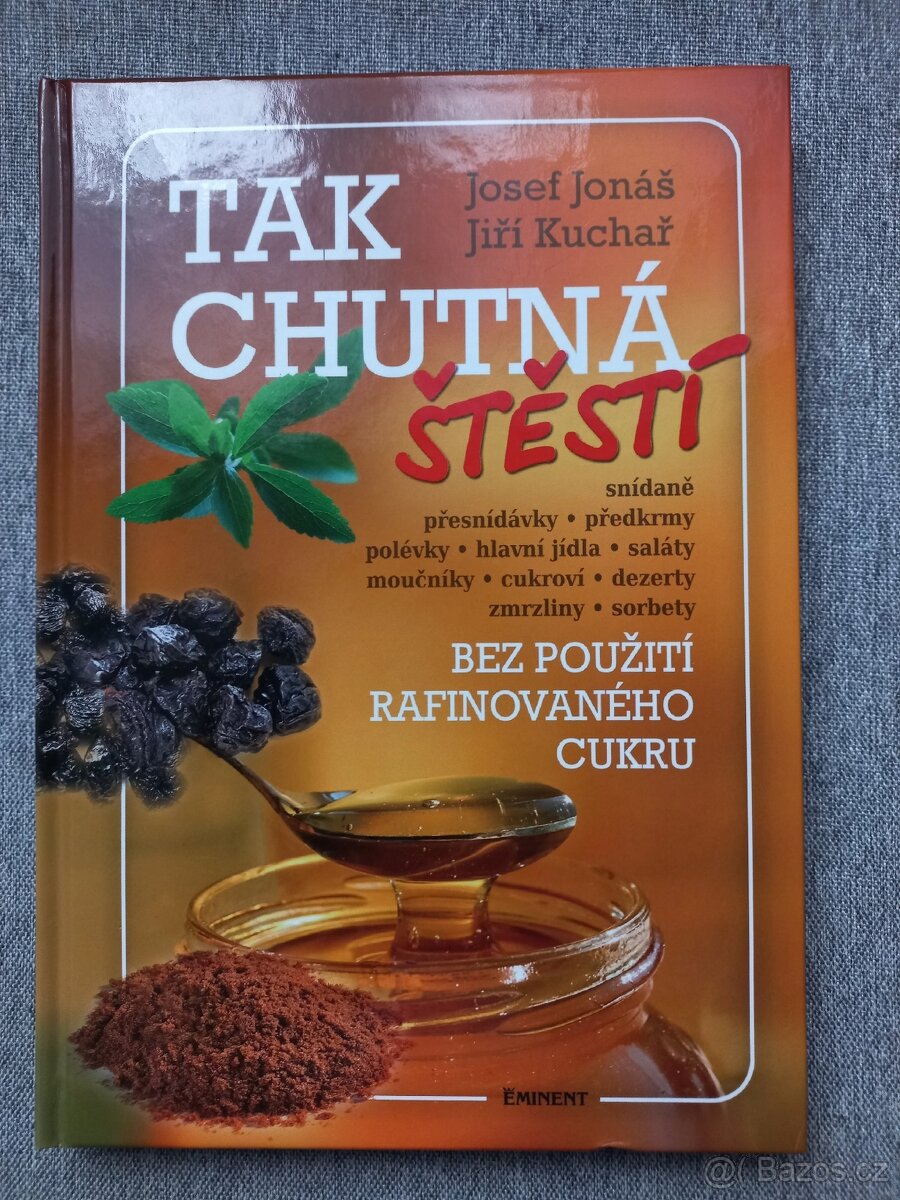 TAK
CHUTNÁ
ŠTĚSTÍ
Josef Jonáš
Jiří Kuchař
snídaně
přesnídávky • předkrmy
polévky • hlavní jídla • saláty
moučníky • cukroví • dezerty
zmrzliny • sorbety
BEZ POUŽITÍ
RAFINOVANÉHO
CUKRU
ĚMINENT
@( Bazos.cz